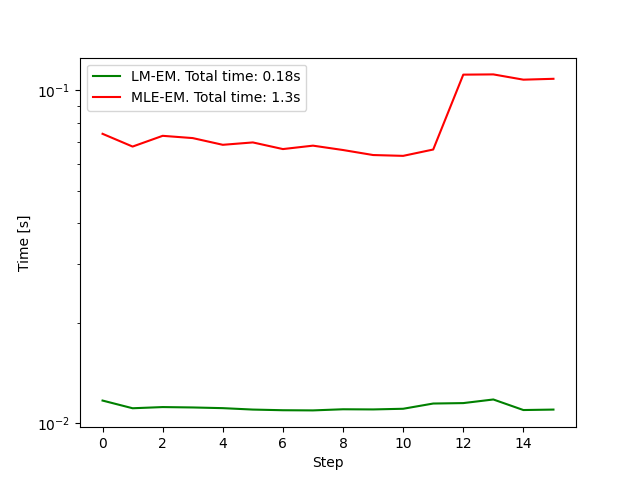 LM-EM. Total time: 0.18s
MLE-EM. Total time: 1.3s
10⁻¹
10⁻²
Time [s]
0 2 4 6 8 10 12 14
Step